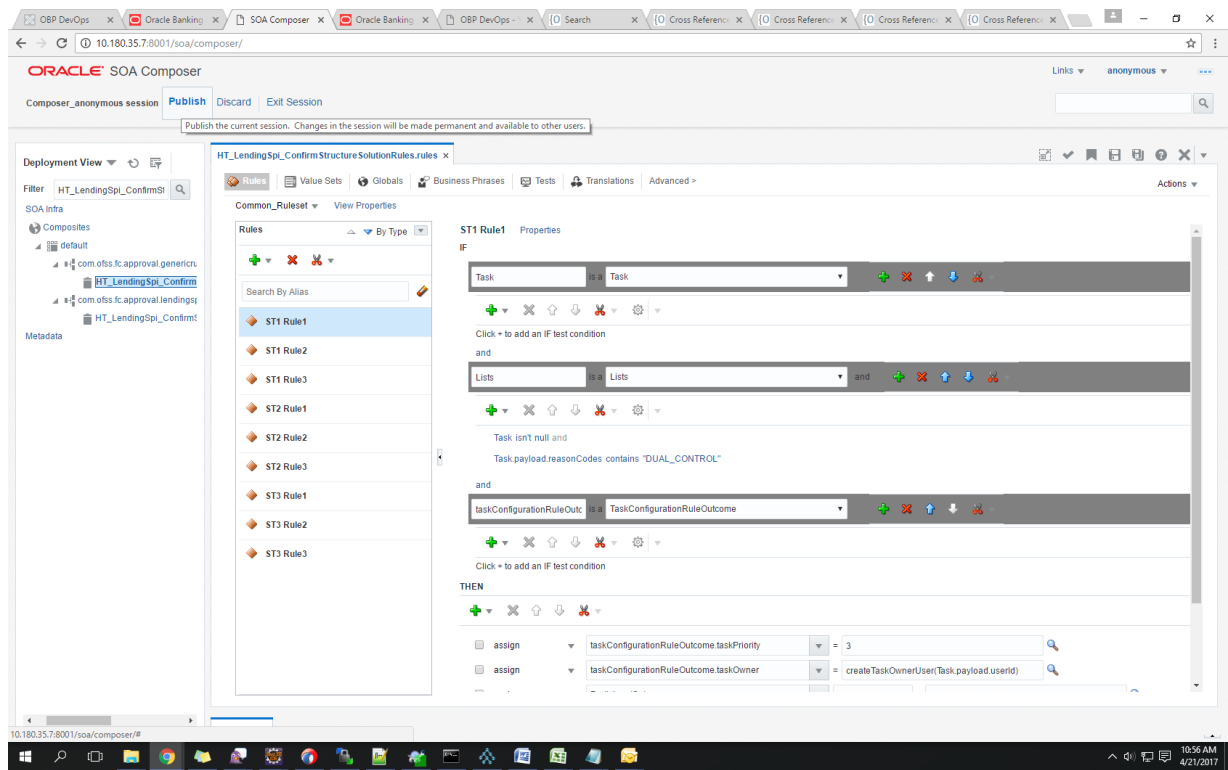 OBP DevOps
Oracle Banking
SOA Composer
Oracle Banking
OBP DevOps -
Search
Cross Reference
Cross Reference
Cross Reference
Cross Reference
10.180.35.7:8001/soa/composer/
ORACLE SOA Composer
Links
anonymous
Composer_anonymous session Publish Discard Exit Session
Publish the current session. Changes in the session will be made permanent and available to other users.
Deployment View
Filter HT_LendingSpi_ConfirmSt
SOA Infra
Composites
default
com.ofss.fc.approval.genericru
HT_LendingSpi_Confirm
com.ofss.fc.approval.lendingsp
HT_LendingSpi_ConfirmS
Metadata
HT_LendingSpi_ConfirmStructureSolutionRules.rules
Rules Value Sets Globals Business Phrases Tests Translations Advanced >
Actions
Common_Ruleset View Properties
Rules
By Type
Search By Alias
ST1 Rule1
ST1 Rule2
ST1 Rule3
ST2 Rule1
ST2 Rule2
ST2 Rule3
ST3 Rule1
ST3 Rule2
ST3 Rule3
ST1 Rule1 Properties
IF
Task is a Task
Click + to add an IF test condition
and
Lists is a Lists and
Task isn't null and
Task.payload.reasonCodes contains "DUAL_CONTROL"
and
taskConfigurationRuleOutc is a TaskConfigurationRuleOutcome
Click + to add an IF test condition
THEN
assign taskConfigurationRuleOutcome.taskPriority = 3
assign taskConfigurationRuleOutcome.taskOwner = createTaskOwnerUser(Task.payload.userId)
10.180.35.7:8001/soa/composer/#
10:56 AM
4/21/2017